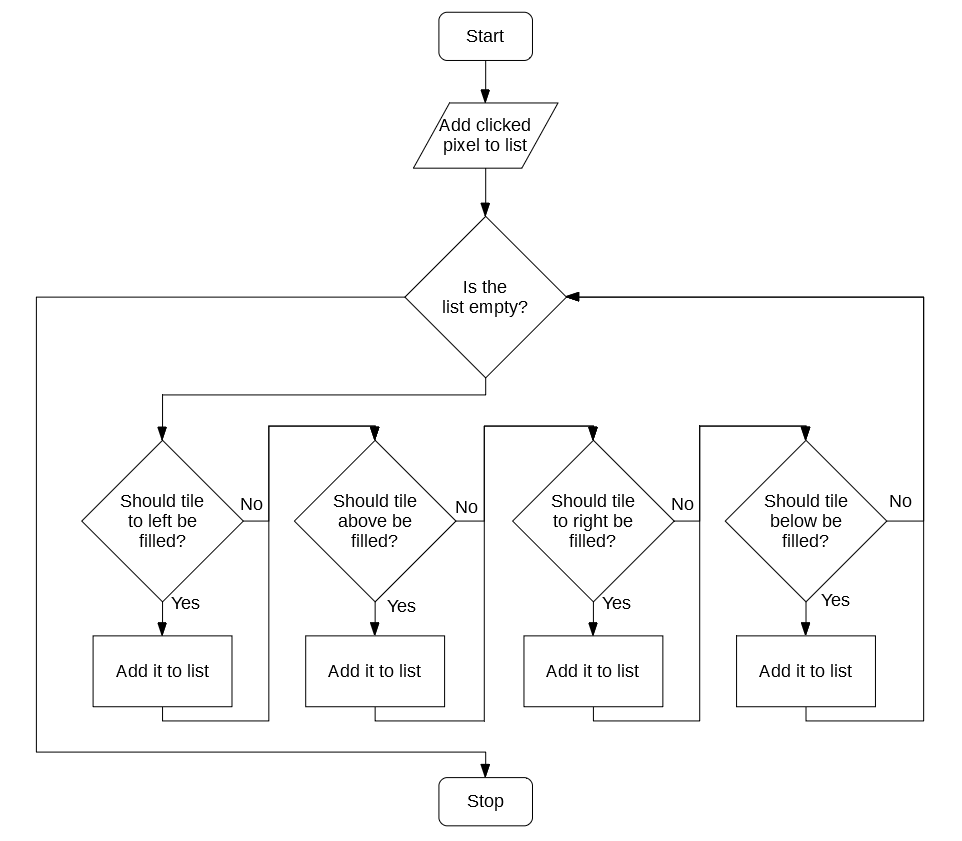 Start
Add clicked
pixel to list
Is the
list empty?
Should tile
to left be
filled?
No
Should tile
above be
filled?
No
Should tile
to right be
filled?
No
Should tile
below be
filled?
No
Yes
Yes
Yes
Yes
Add it to list
Add it to list
Add it to list
Add it to list
Stop